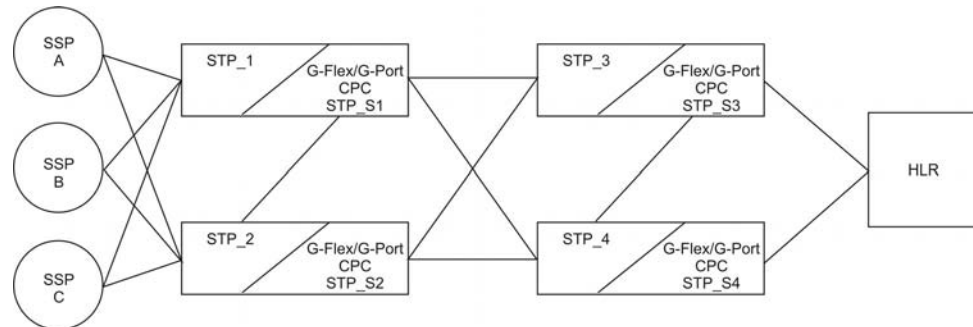 SSP
A
SSP
B
SSP
C
STP_1
G-Flex/G-Port
CPC
STP_S1
STP_2
G-Flex/G-Port
CPC
STP_S2
STP_3
G-Flex/G-Port
CPC
STP_S3
STP_4
G-Flex/G-Port
CPC
STP_S4
HLR